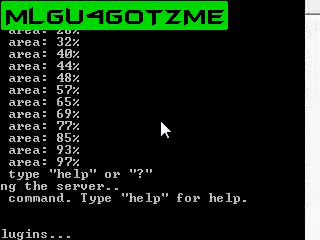 MLGU4GOTZME
area: 32%
area: 40%
area: 44%
area: 48%
area: 57%
area: 65%
area: 69%
area: 77%
area: 85%
area: 93%
area: 97%
type "help" or "?"
ng the server..
command. Type "help" for help.
lugins...